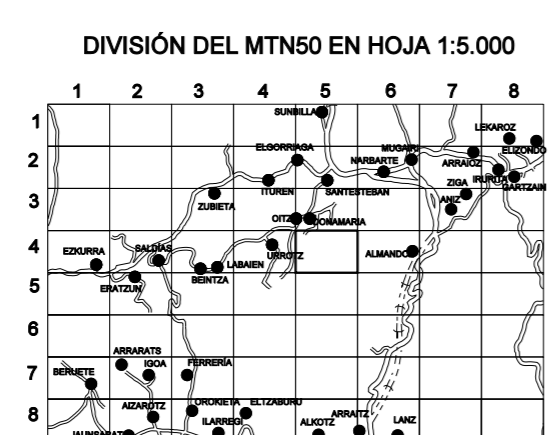 DIVISIÓN DEL MTN50 EN HOJA 1:5.000
1 2 3 4 5 6 7 8
1
SUNBILLA
LEKAROZ
ELIZONDO
2
ELGORRIAGA
MUGAIRI
NARBARTE
ARRAIOZ
IRURITA
GARTZAIN
3
ITUREN
SANTESTEBAN
ZIGA
ANIZ
ZUBIETA
OITZ
DONAMARIA
4
EZKURRA
SALDIAS
URROTZ
ALMANDOZ
LABAIEN
BEINTZA
5
ERATZUN
6
ARRARATS
7
BERUETE
IGOA
FERRERÍA
8
AIZAROTZ
OROKIETA
ELTZABURU
ILARREGI
ALKOTZ
ARRAITZ
LANZ
JAUNSARATS